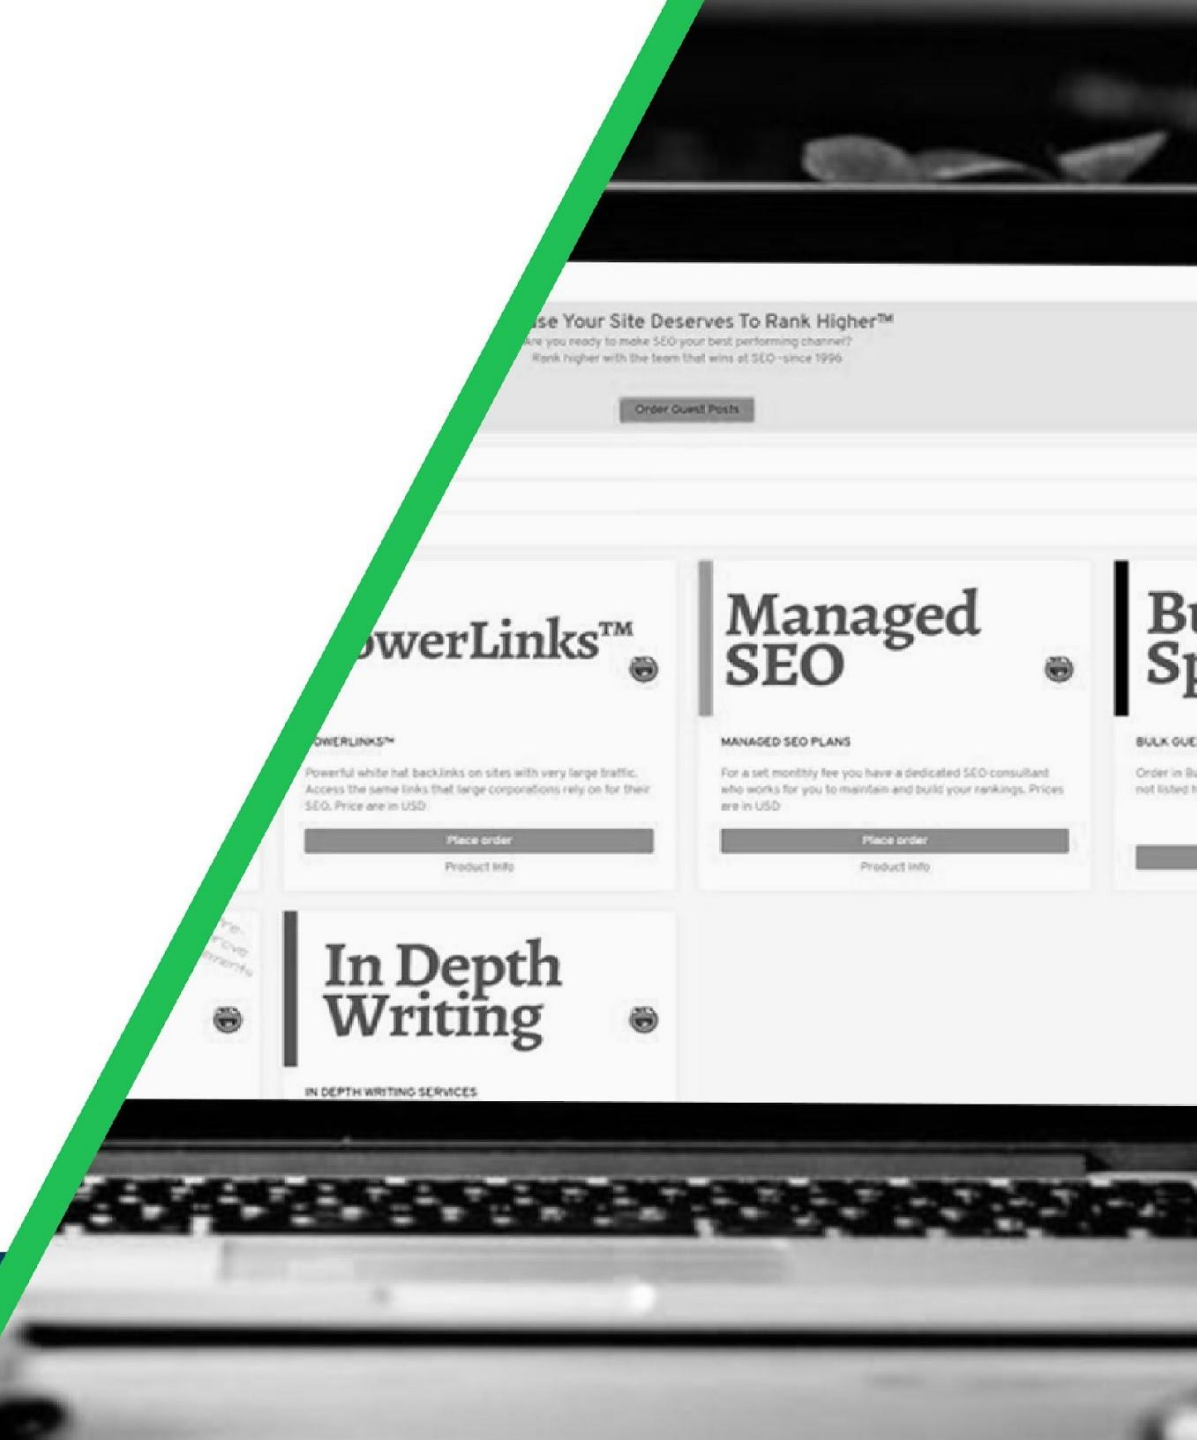 Your Site Deserves To Rank Higher™
Are you ready to make SEO your best performing channel?
Rank higher with the team that wins at SEO -since 1996
Order Guest Posts
owerLinks™
Managed
SEO
OWERLINKS™
Powerful white hat backlinks on sites with very large traffic.
Access the same links that large corporations rely on for their
SEO. Price are in USD
Place order
Product Info
MANAGED SEO PLANS
For a set monthly fee you have a dedicated SEO consultant
who works for you to maintain and build your rankings. Prices
are in USD
Place order
Product Info
BULK
Order in
not listed
In Depth
Writing
IN DEPTH WRITING SERVICES